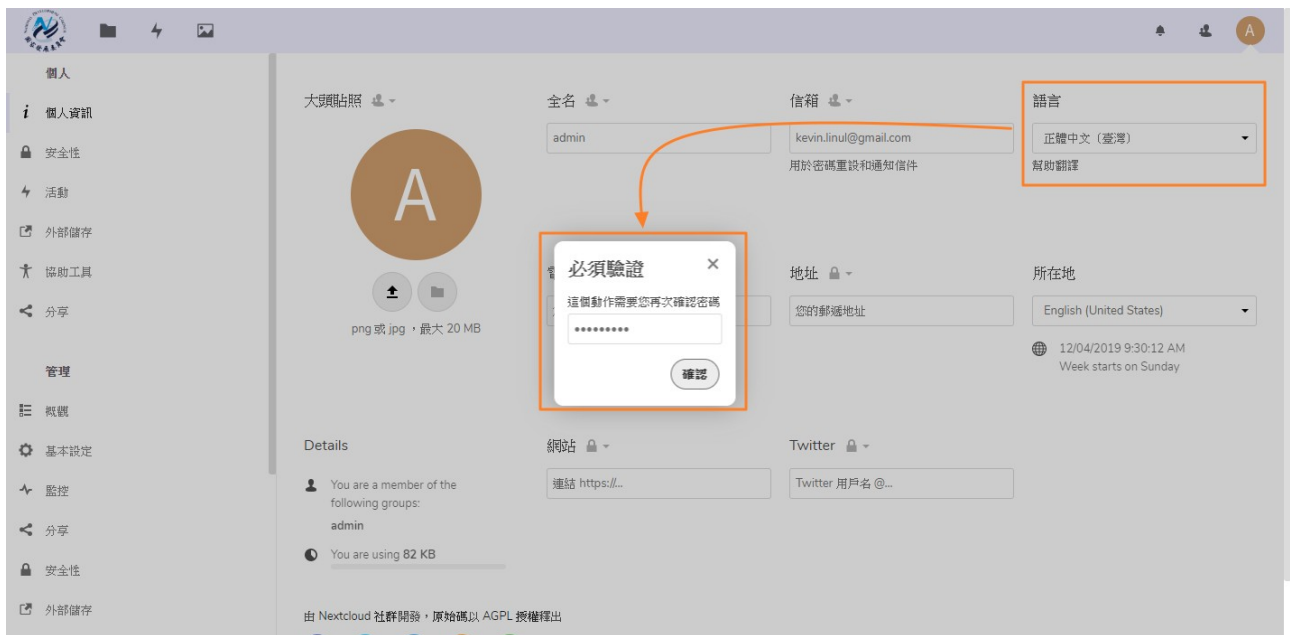 A
個人
個人資訊
安全性
活動
外部儲存
協助工具
分享
管理
概觀
基本設定
監控
分享
安全性
外部儲存
大頭貼照
A
png 或 jpg，最大 20 MB
全名
admin
信箱
kevin.linul@gmail.com
用於密碼重設和通知信件
語言
正體中文（臺灣）
幫助翻譯
必須驗證
這個動作需要您再次確認密碼
•••••••••
確認
地址
您的郵遞地址
所在地
English (United States)
12/04/2019 9:30:12 AM
Week starts on Sunday
Details
You are a member of the
following groups:
admin
You are using 82 KB
網站
連結 https://...
Twitter
Twitter 用戶名 @...
由 Nextcloud 社群開發，原始碼以 AGPL 授權釋出